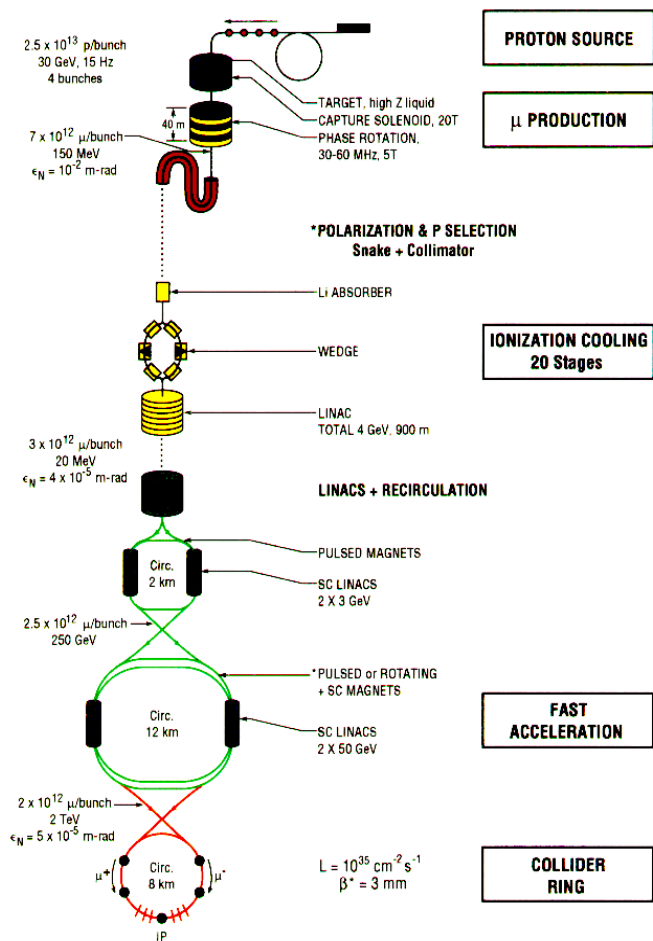 2.5 x 10¹³ p/bunch
30 GeV, 15 Hz
4 bunches
PROTON SOURCE
TARGET, high Z liquid
CAPTURE SOLENOID, 20T
PHASE ROTATION,
30-60 MHz, 5T
μ PRODUCTION
40 m
7 x 10¹² μ/bunch
150 MeV
ϵN = 10⁻² m-rad
*POLARIZATION & P SELECTION
Snake + Collimator
Li ABSORBER
WEDGE
IONIZATION COOLING
20 Stages
LINAC
TOTAL 4 GeV, 900 m
3 x 10¹² μ/bunch
20 MeV
ϵN = 4 x 10⁻⁵ m-rad
LINACS + RECIRCULATION
PULSED MAGNETS
Circ.
2 km
SC LINACS
2 X 3 GeV
2.5 x 10¹² μ/bunch
250 GeV
*PULSED or ROTATING
+ SC MAGNETS
Circ.
12 km
SC LINACS
2 X 50 GeV
FAST
ACCELERATION
2 x 10¹² μ/bunch
2 TeV
ϵN = 5 x 10⁻⁵ m-rad
μ+
Circ.
8 km
μ-
L = 10³⁵ cm⁻² s⁻¹
β* = 3 mm
COLLIDER
RING
IP